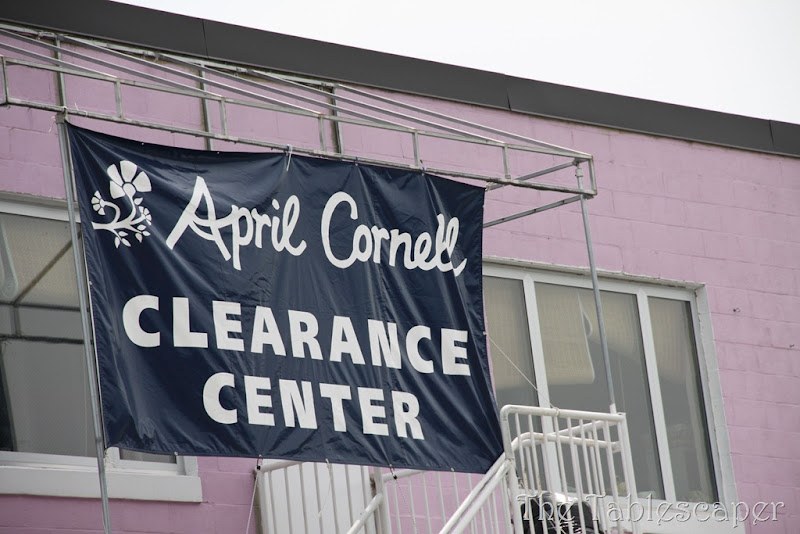 April Cornell
CLEARANCE
CENTER
The Tablescaper